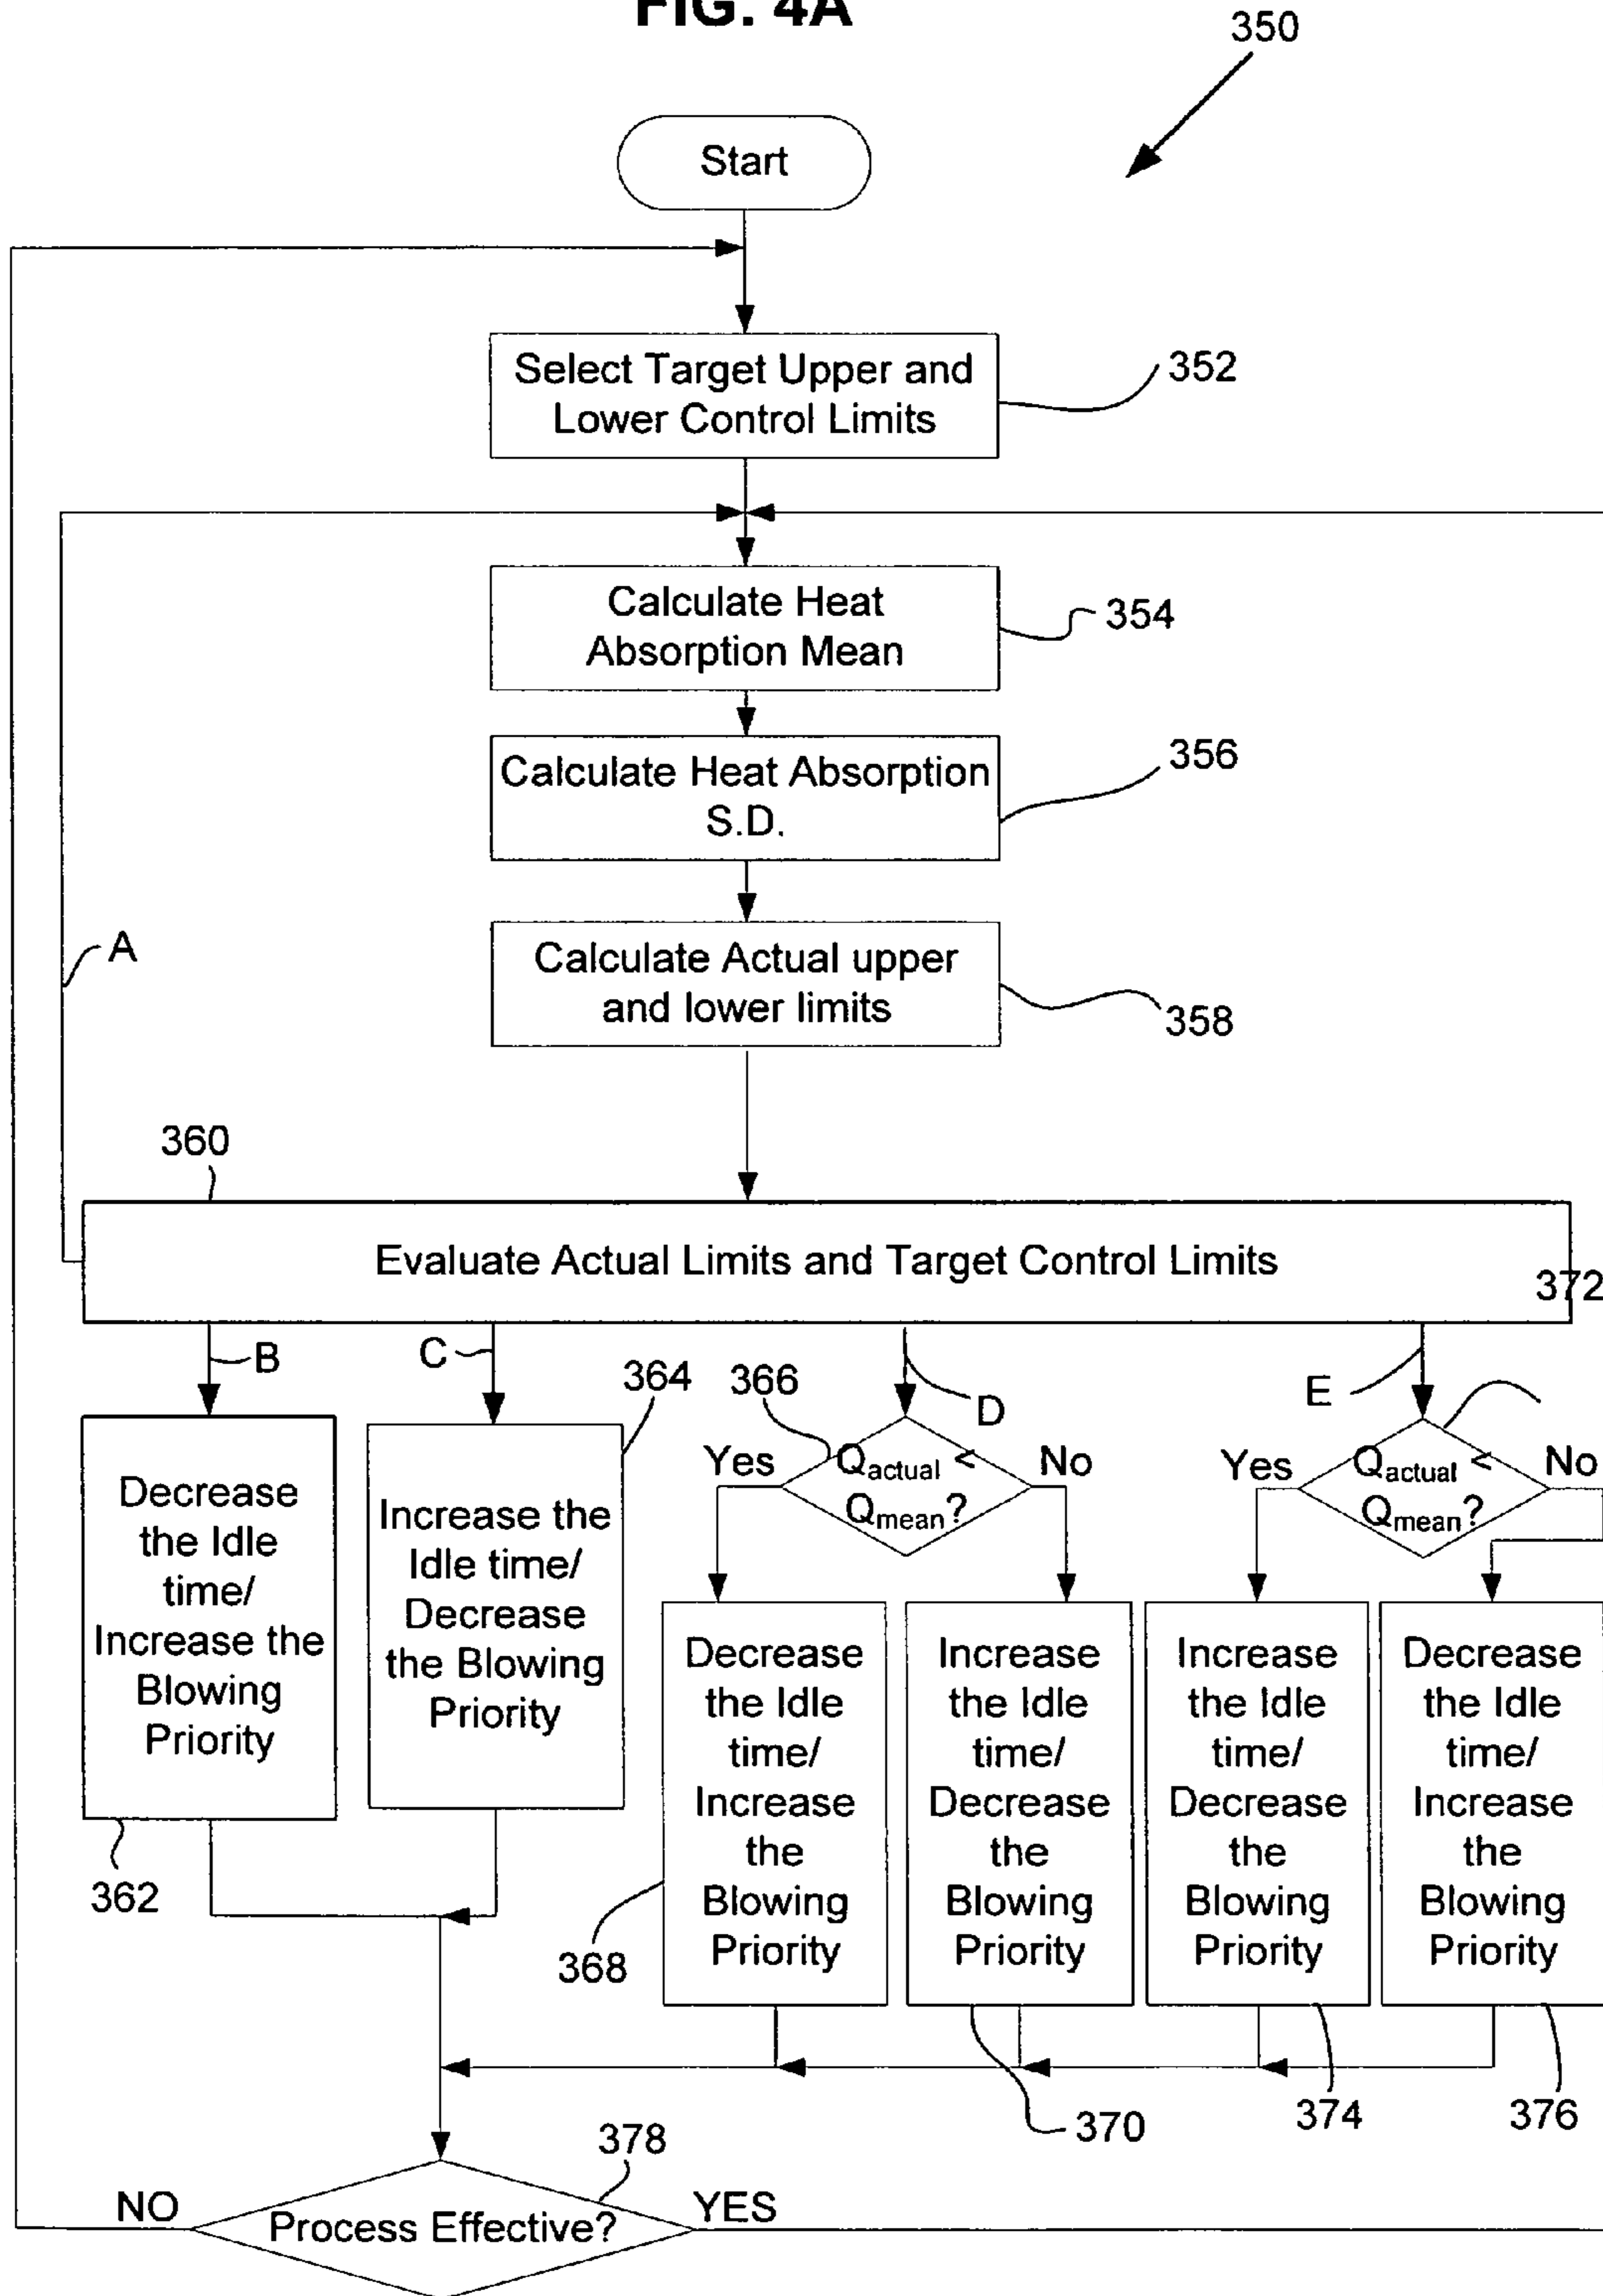 FIG. 4A
350
Start
Select Target Upper and
Lower Control Limits
352
Calculate Heat
Absorption Mean
354
Calculate Heat Absorption
S.D.
356
A
Calculate Actual upper
and lower limits
358
360
Evaluate Actual Limits and Target Control Limits
372
B
C
364
366
D
E
Decrease
the Idle
time/
Increase the
Blowing
Priority
362
Increase the
Idle time/
Decrease
the Blowing
Priority
Yes
Qactual <
Qmean?
No
Yes
Qactual <
Qmean?
No
Decrease
the Idle
time/
Increase
the
Blowing
Priority
368
Increase
the Idle
time/
Decrease
the
Blowing
Priority
370
Increase
the Idle
time/
Decrease
the
Blowing
Priority
374
Decrease
the Idle
time/
Increase
the
Blowing
Priority
376
378
NO
Process Effective?
YES